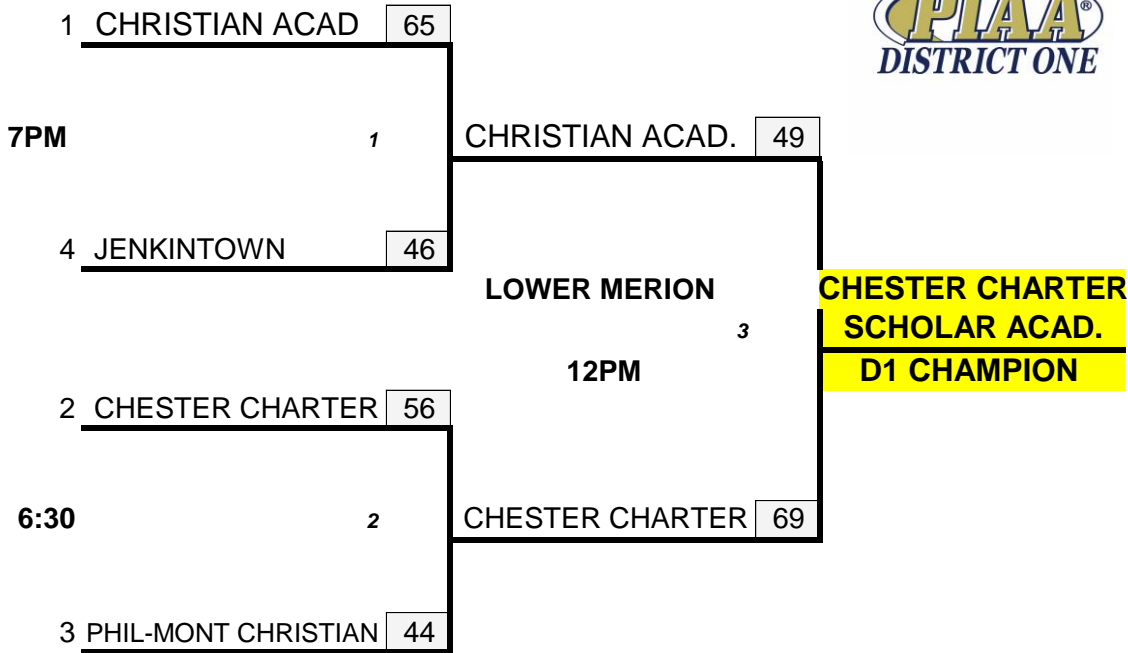 PIAA®
DISTRICT ONE
1 CHRISTIAN ACAD 65
7PM 1 CHRISTIAN ACAD. 49
4 JENKINTOWN 46
LOWER MERION CHESTER CHARTER
3 SCHOLAR ACAD.
12PM D1 CHAMPION
2 CHESTER CHARTER 56
6:30 2 CHESTER CHARTER 69
3 PHIL-MONT CHRISTIAN 44